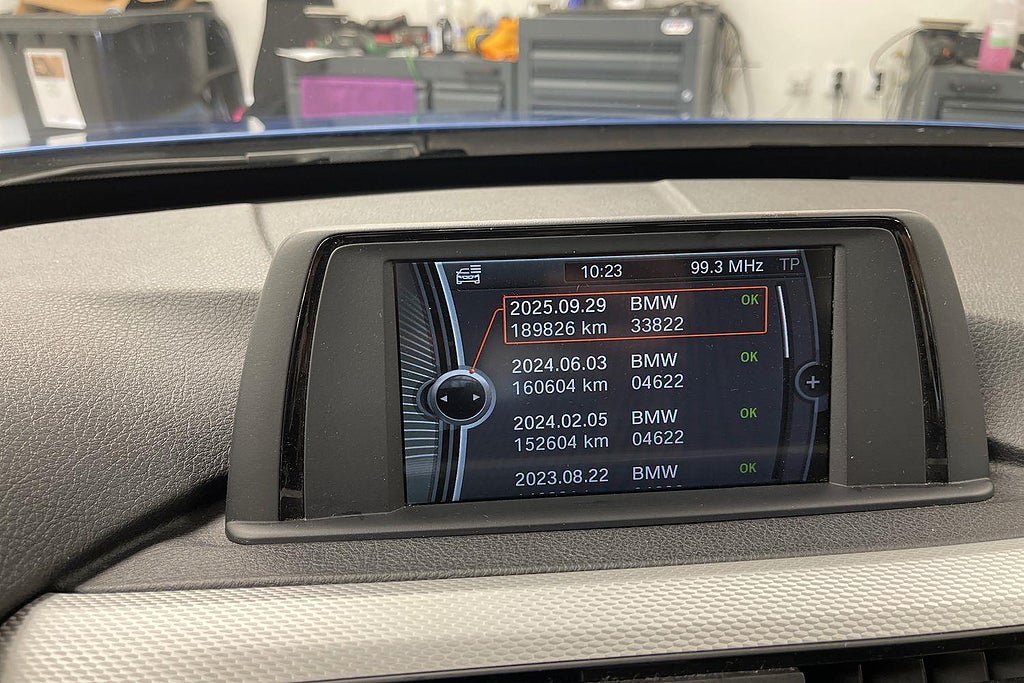 10:23 99.3 MHz TP
2025.09.29 BMW OK
189826 km 33822
2024.06.03 BMW OK
160604 km 04622
2024.02.05 BMW OK
152604 km 04622
2023.08.22 BMW OK